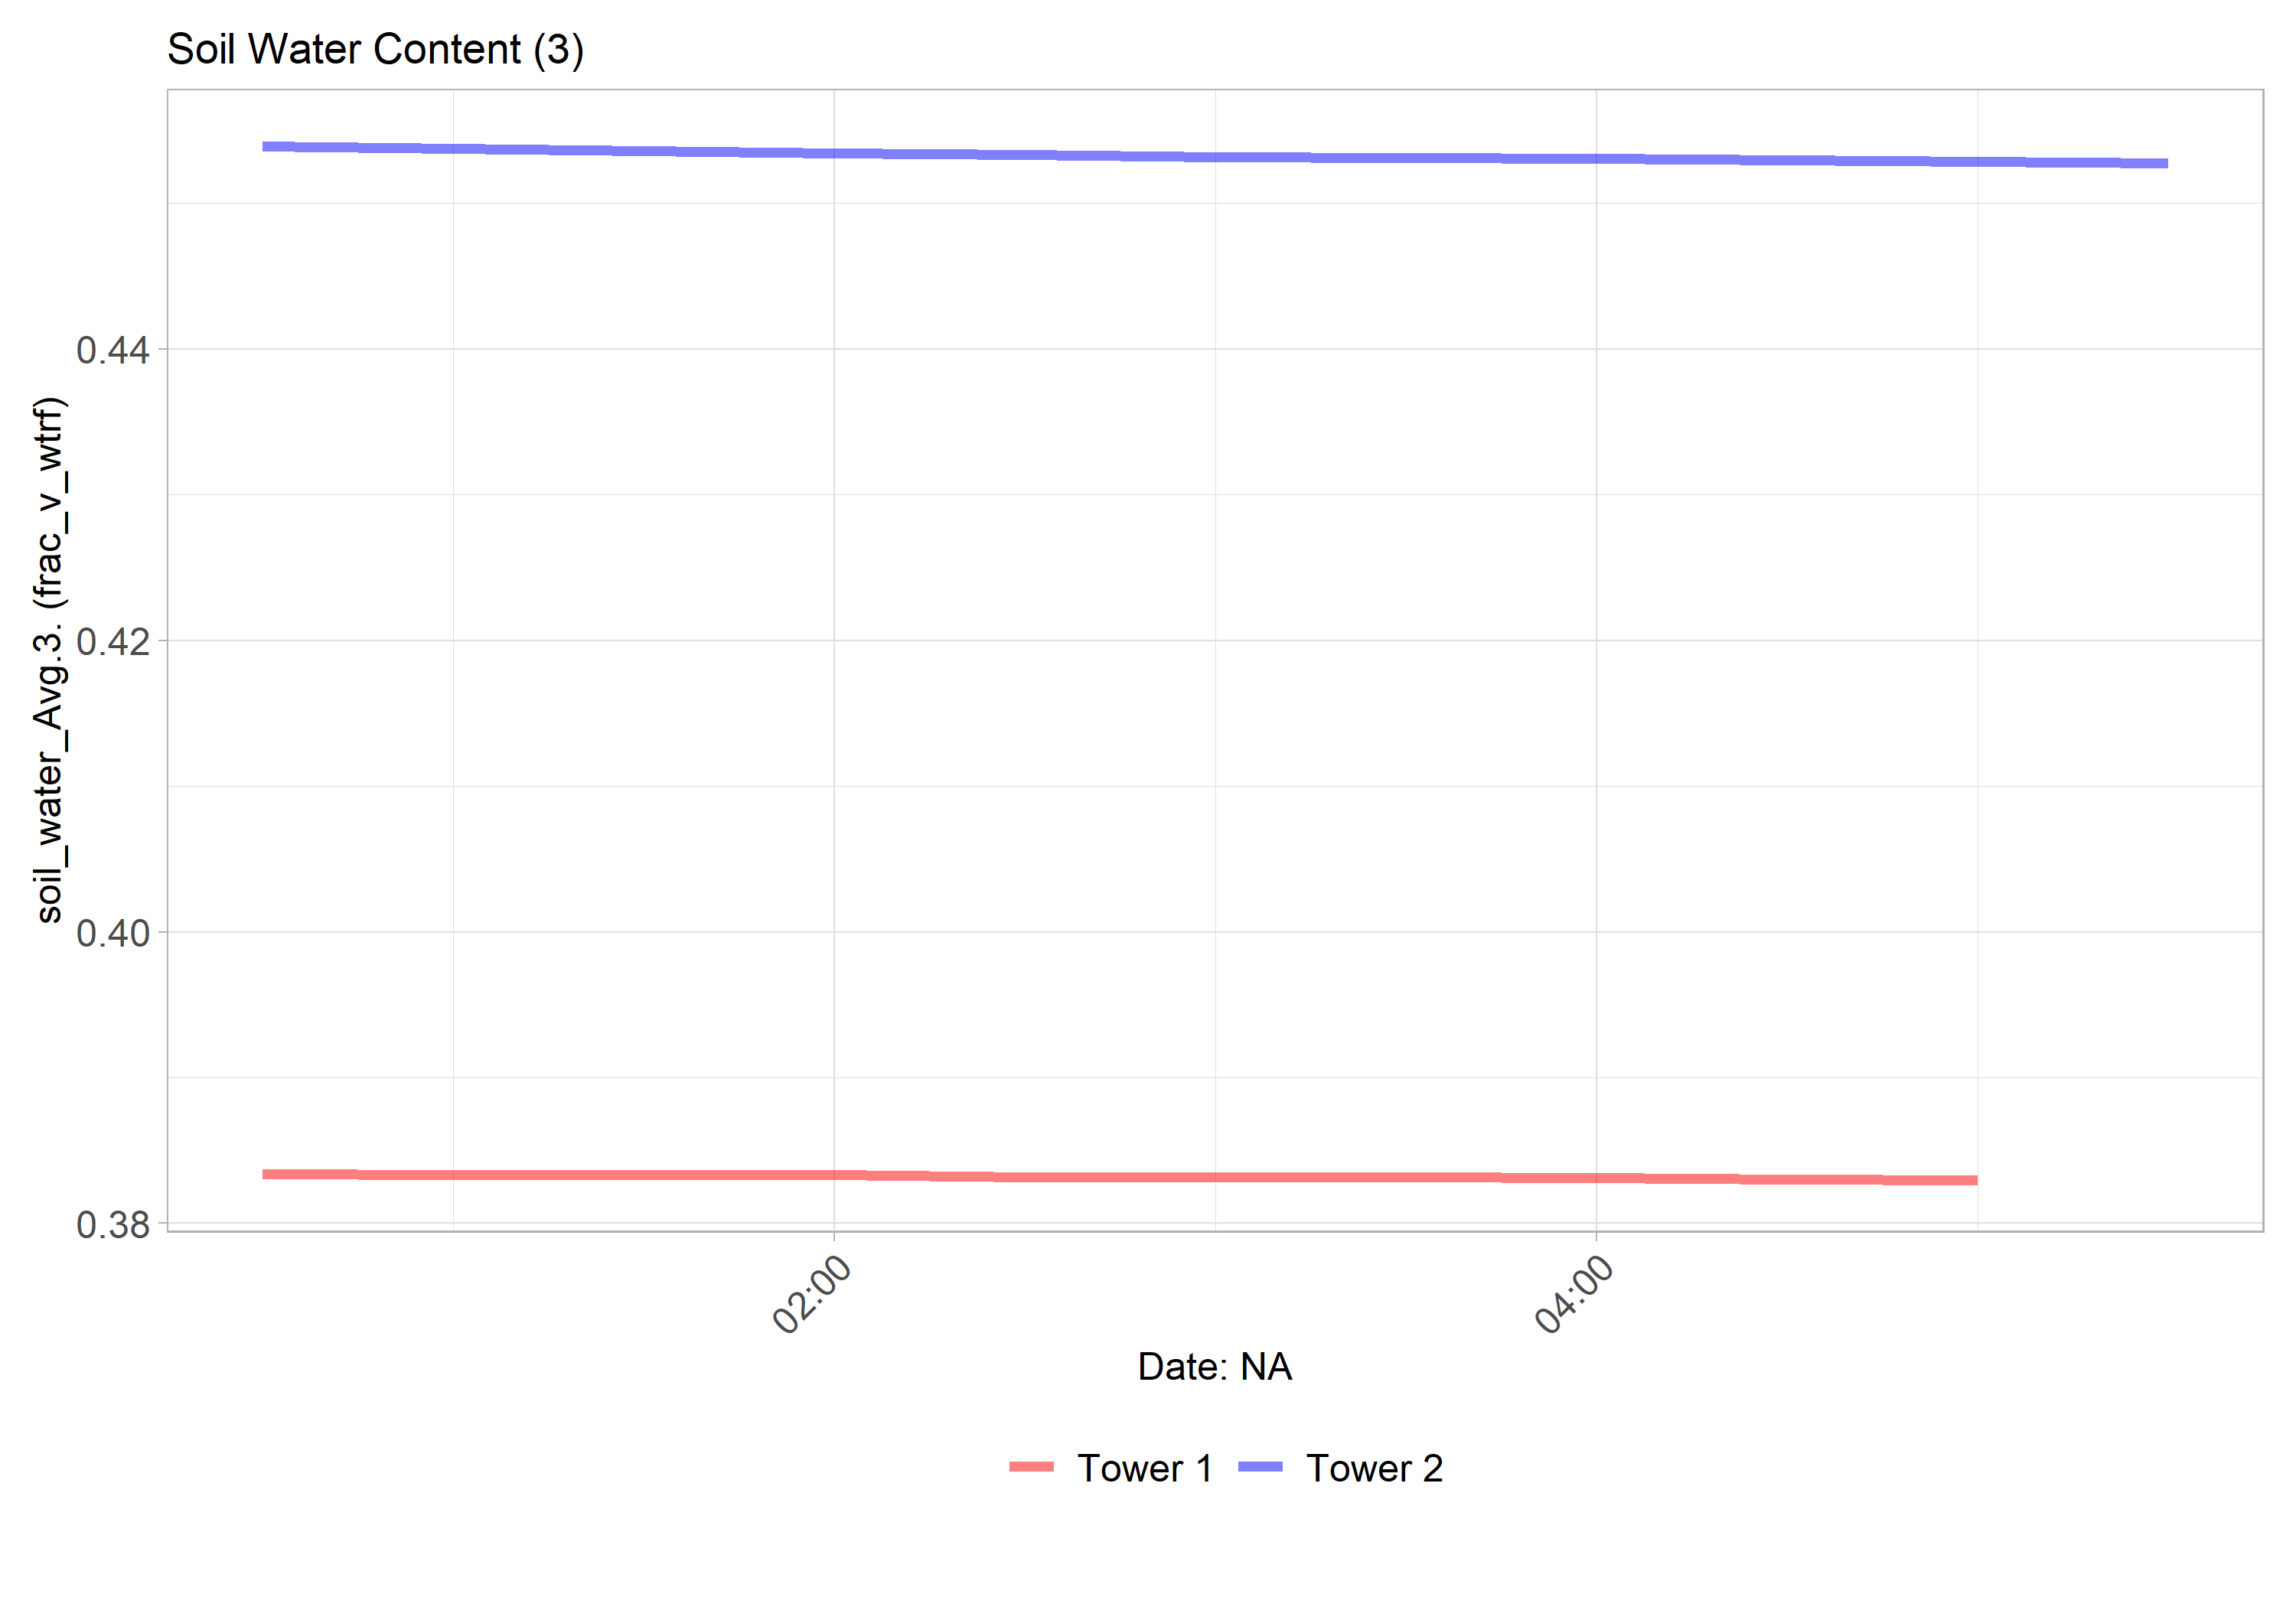 Soil Water Content (3)
soil_water_Avg.3. (frac_v_wtrf)
0.44
0.42
0.40
0.38
02:00
04:00
Date: NA
Tower 1
Tower 2